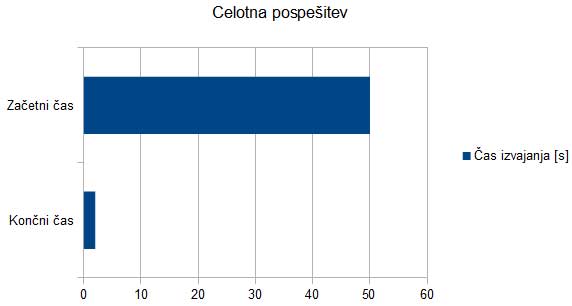 Celotna pospešitev
Začetni čas
Čas izvajanja [s]
Končni čas
0 10 20 30 40 50 60